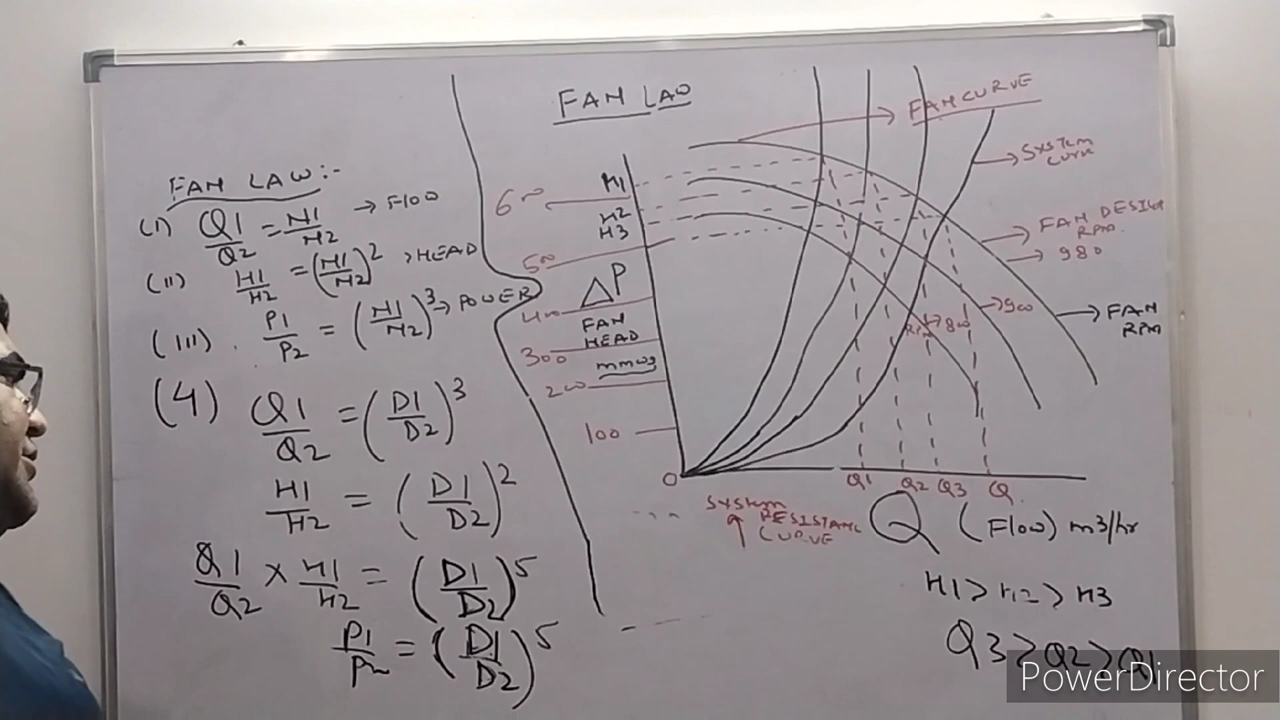 FAN LAW
FAN LAW:-
(I) Q1/Q2 = N1/N2 → FLOW
(II) H1/H2 = (N1/N2)^2 → HEAD
(III) P1/P2 = (N1/N2)^3 → POWER
(4) Q1/Q2 = (D1/D2)^3
H1/H2 = (D1/D2)^2
Q1/Q2 × H1/H2 = (D1/D2)^5
P1/P2 = (D1/D2)^5
FAN CURVE
SYSTEM
CURVE
600
H1
H2
H3
FAN DESIGN
RPM
→ 980
500
ΔP
400
FAN
HEAD
mmwg
300
200
100
0
RPM → 800
→ 900
→ FAN
RPM
Q1 Q2 Q3 Q
SYSTEM
RESISTANC
CURVE
Q (Flow) m3/hr
H1 > H2 > H3
Q3 > Q2 > Q1
PowerDirector